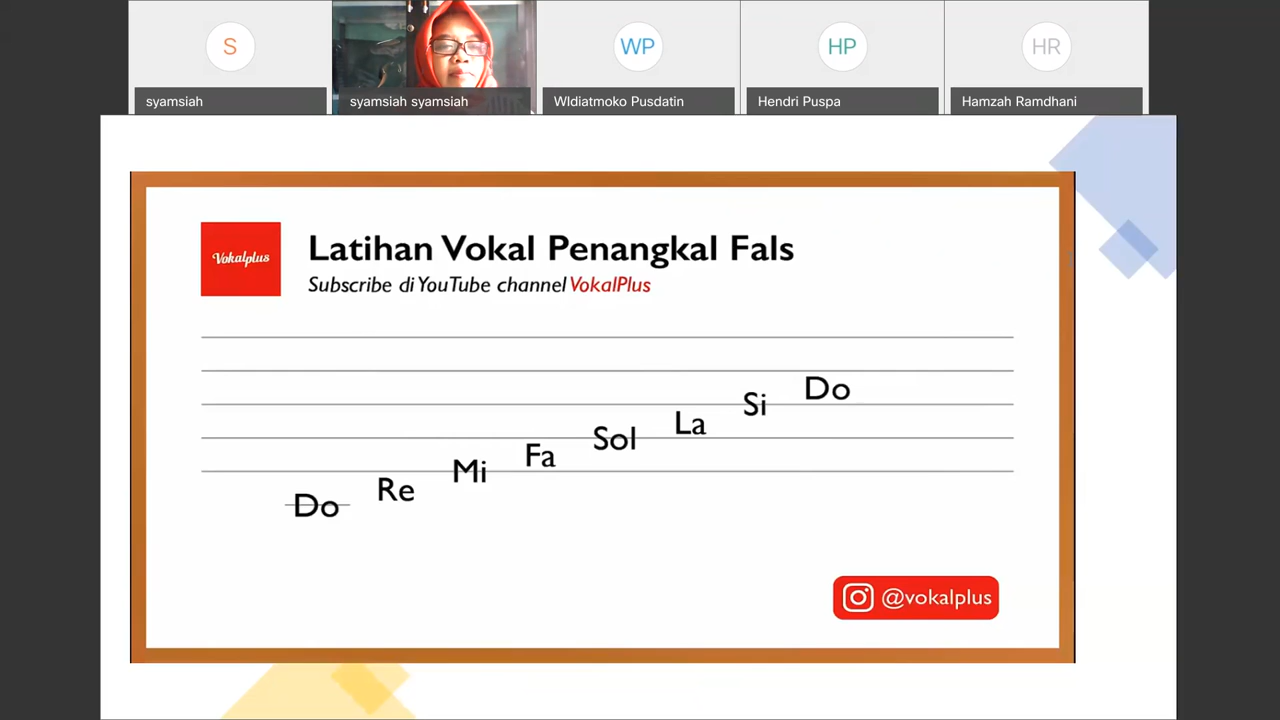 S
WP
HP
HR
syamsiah
syamsiah syamsiah
WIdiatmoko Pusdatin
Hendri Puspa
Hamzah Ramdhani
Vokalplus
Latihan Vokal Penangkal Fals
Subscribe di YouTube channel VokalPlus
Do Re Mi Fa Sol La Si Do
@vokalplus